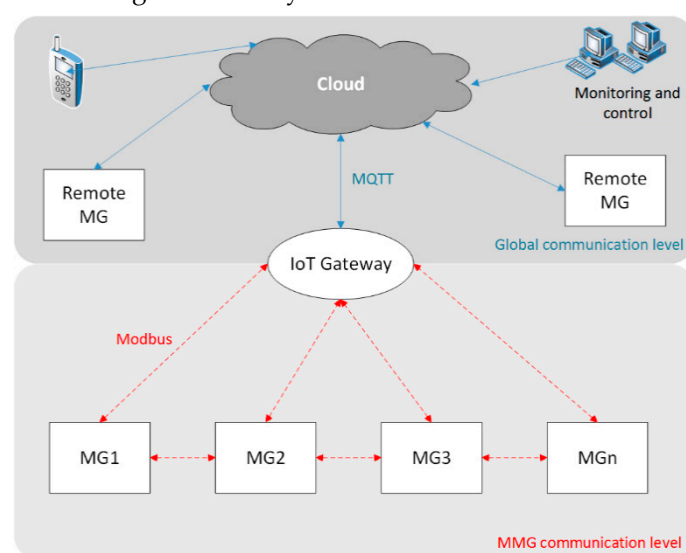 Cloud
Monitoring and
control
Remote
MG
MQTT
Remote
MG
Global communication level
IoT Gateway
Modbus
MG1
MG2
MG3
MGn
MMG communication level